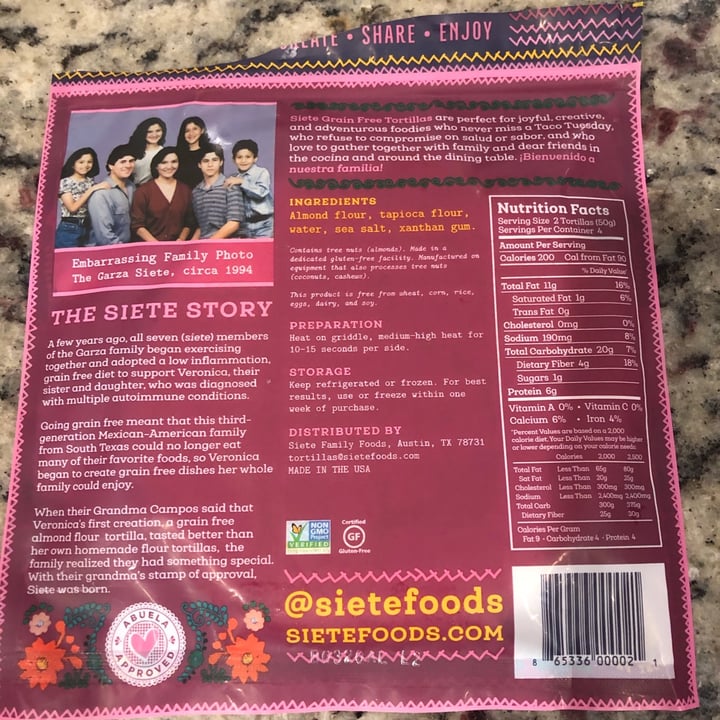 CREATE • SHARE • ENJOY
Siete Grain Free Tortillas are perfect for joyful, creative,
and adventurous foodies who never miss a Taco Tuesday,
who refuse to compromise on salud or sabor, and who
love to gather together with family and dear friends in
the cocina and around the dining table. ¡Bienvenido a
nuestra familia!
Embarrassing Family Photo
The Garza Siete, circa 1994
THE SIETE STORY
A few years ago, all seven (siete) members
of the Garza family began exercising
together and adopted a low inflammation,
grain free diet to support Veronica, their
sister and daughter, who was diagnosed
with multiple autoimmune conditions.
Going grain free meant that this third-
generation Mexican-American family
from South Texas could no longer eat
many of their favorite foods, so Veronica
began to create grain free dishes her whole
family could enjoy.
When their Grandma Campos said that
Veronica's first creation, a grain free
almond flour tortilla, tasted better than
her own homemade flour tortillas, the
family realized they had something special.
With their grandma's stamp of approval,
Siete was born.
ABUELA
APPROVED
INGREDIENTS
Almond flour, tapioca flour,
water, sea salt, xanthan gum.
Contains tree nuts (almonds). Made in a
dedicated gluten-free facility. Manufactured on
equipment that also processes tree nuts
(coconuts, cashews).
This product is free from wheat, corn, rice,
eggs, dairy, and soy.
PREPARATION
Heat on griddle, medium-high heat for
10-15 seconds per side.
STORAGE
Keep refrigerated or frozen. For best
results, use or freeze within one
week of purchase.
DISTRIBUTED BY
Siete Family Foods, Austin, TX 78731
tortillas@sietefoods.com
MADE IN THE USA
NON
GMO
Project
VERIFIED
Certified
GF
Gluten-Free
@sietefoods
SIETEFOODS.COM
Nutrition Facts
Serving Size 2 Tortillas (50g)
Servings Per Container 4
Amount Per Serving
Calories 200 Cal from Fat 90
% Daily Value*
Total Fat 11g 16%
Saturated Fat 1g 6%
Trans Fat 0g
Cholesterol 0mg 0%
Sodium 190mg 8%
Total Carbohydrate 20g 7%
Dietary Fiber 4g 18%
Sugars 1g
Protein 6g
Vitamin A 0% • Vitamin C 0%
Calcium 6% • Iron 4%
*Percent Values are based on a 2,000
calorie diet. Your Daily Values may be higher
or lower depending on your calorie needs:
Calories 2,000 2,500
Total Fat Less Than 65g 80g
Sat Fat Less Than 20g 25g
Cholesterol Less Than 300mg 300mg
Sodium Less Than 2,400mg 2,400mg
Total Carb 300g 375g
Dietary Fiber 25g 30g
Calories Per Gram
Fat 9 - Carbohydrate 4 - Protein 4
8 65336 00002 1